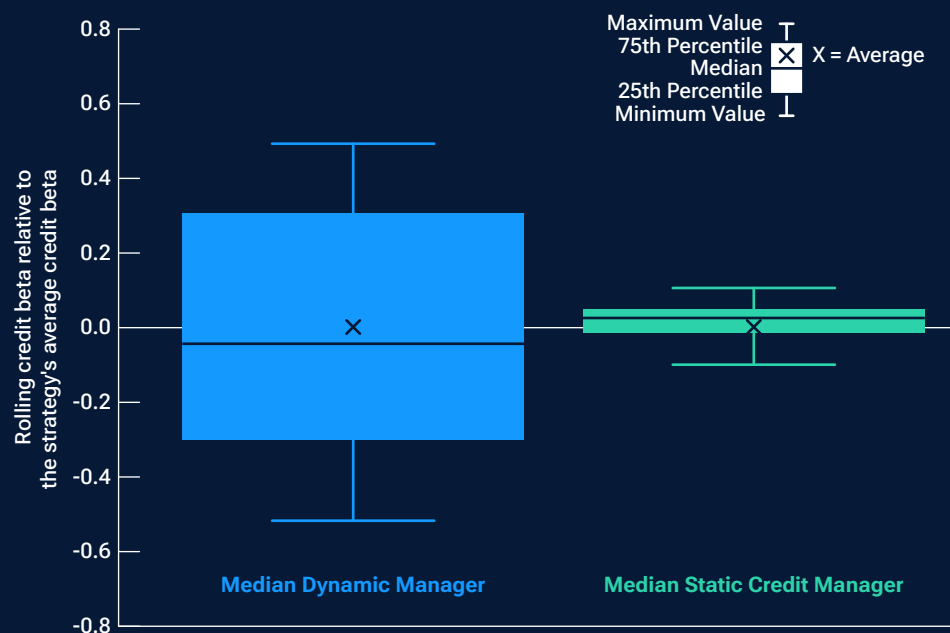 Maximum Value
75th Percentile
Median
25th Percentile
Minimum Value
X = Average
Rolling credit beta relative to
the strategy's average credit beta
0.8
0.6
0.4
0.2
0.0
-0.2
-0.4
-0.6
-0.8
Median Dynamic Manager
Median Static Credit Manager